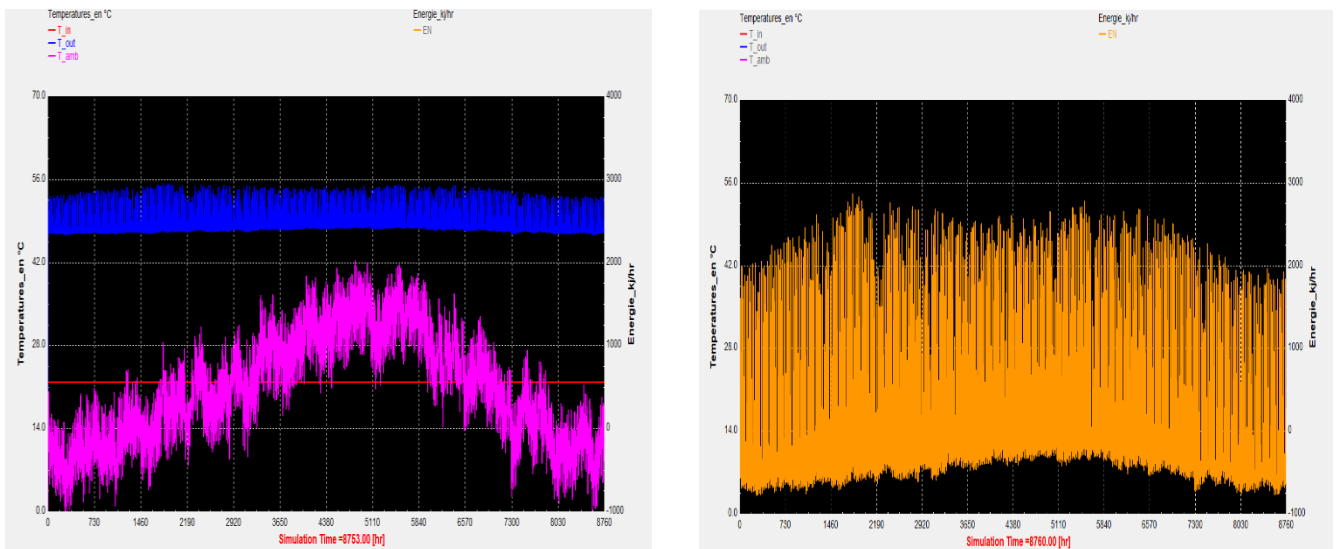 Temperatures_en °C
T_in
T_out
T_amb
Energie_kj/hr
EN
70.0
56.0
42.0
28.0
14.0
0.0
Temperatures_en °C
4000
3000
2000
1000
0
-1000
Energie_kj/hr
0 730 1460 2190 2920 3650 4380 5110 5840 6570 7300 8030 8760
Simulation Time =8753.00 [hr]
Temperatures_en °C
T_in
T_out
T_amb
Energie_kj/hr
EN
70.0
56.0
42.0
28.0
14.0
0.0
Temperatures_en °C
4000
3000
2000
1000
0
-1000
Energie_kj/hr
0 730 1460 2190 2920 3650 4380 5110 5840 6570 7300 8030 8760
Simulation Time =8760.00 [hr]